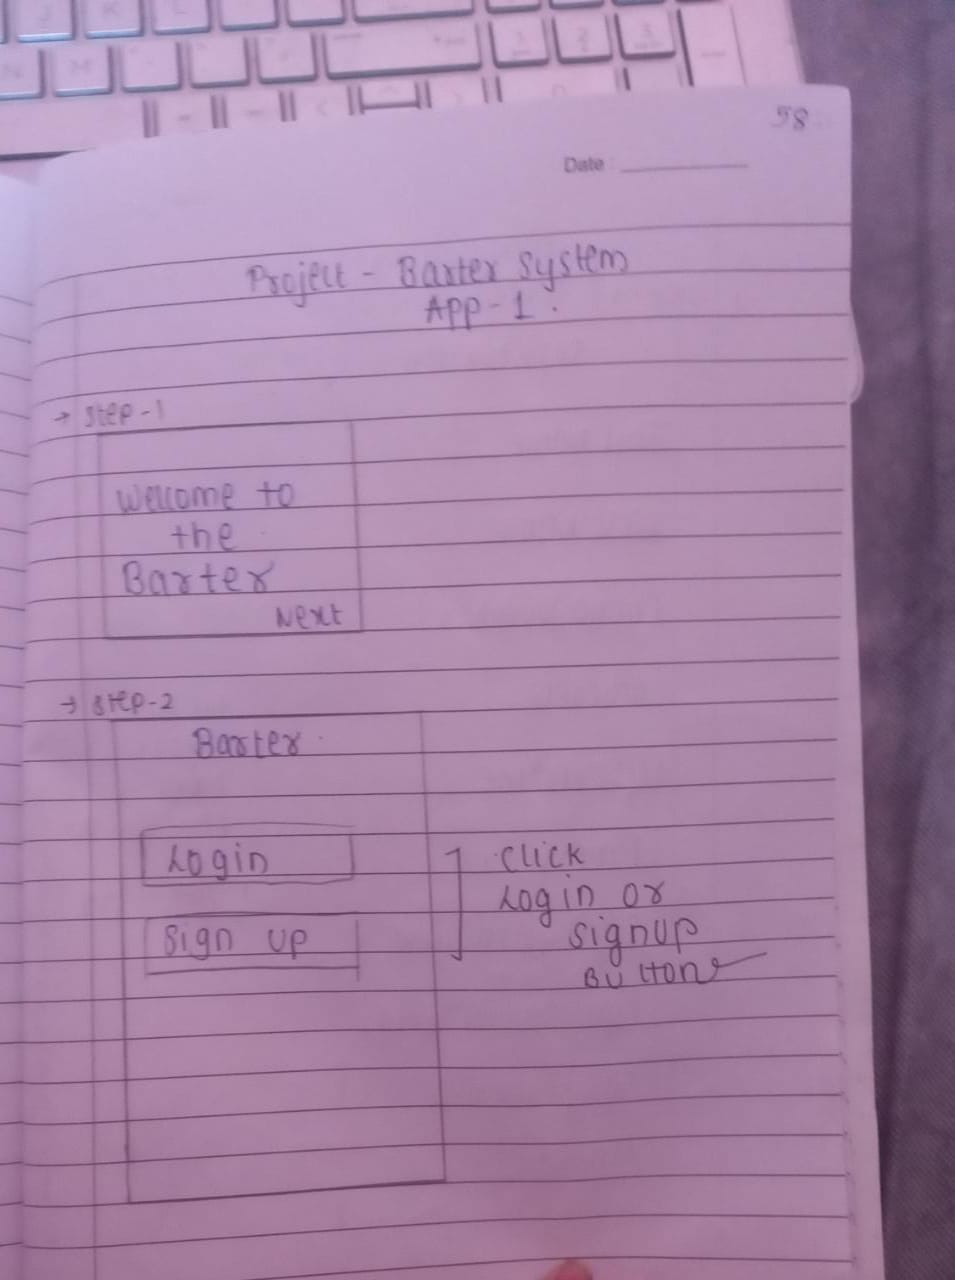 58
Date
Project - Barter System
App - 1.
→ Step-1
Welcome to
the
Barter
Next
→ Step-2
Barter
Login
Sign up
Click
Login or
signup
Buttons